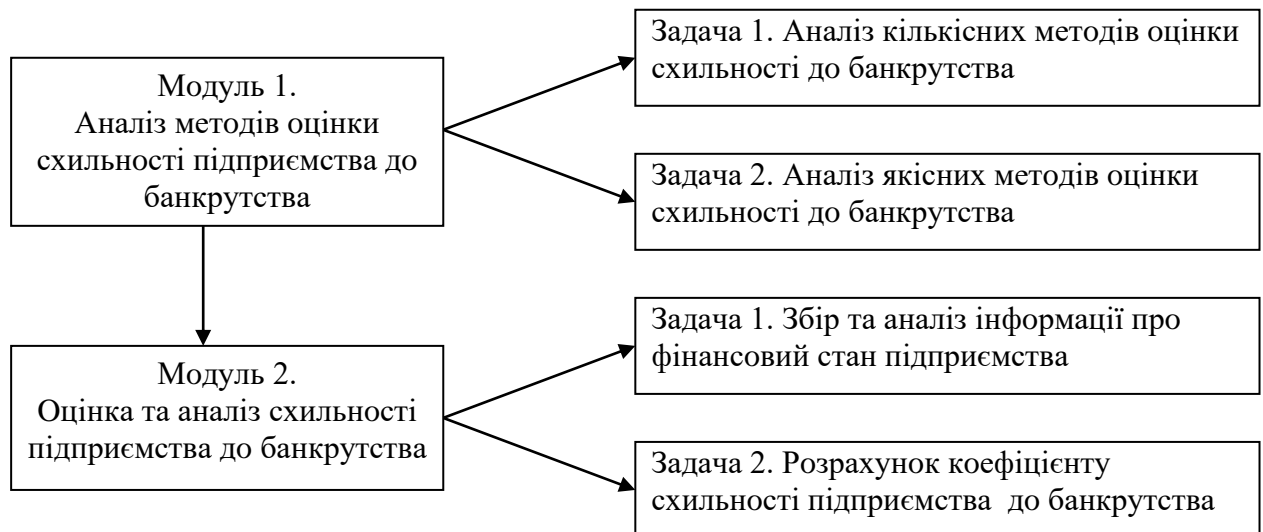 Модуль 1.
Аналіз методів оцінки
схильності підприємства до
банкрутства
Задача 1. Аналіз кількісних методів оцінки
схильності до банкрутства
Задача 2. Аналіз якісних методів оцінки
схильності до банкрутства
Модуль 2.
Оцінка та аналіз схильності
підприємства до банкрутства
Задача 1. Збір та аналіз інформації про
фінансовий стан підприємства
Задача 2. Розрахунок коефіцієнту
схильності підприємства  до банкрутства